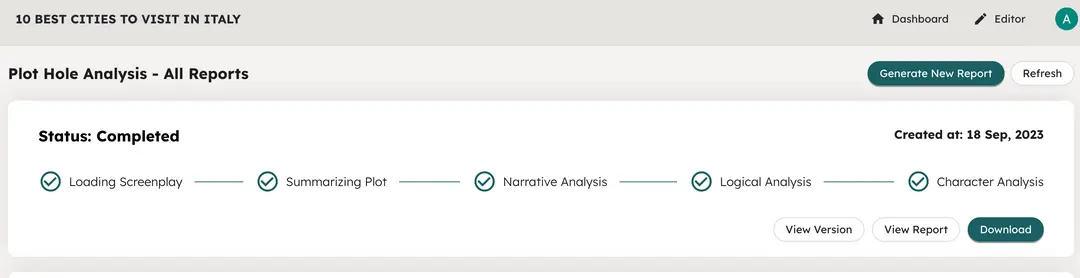 10 BEST CITIES TO VISIT IN ITALY Dashboard Editor A
Plot Hole Analysis - All Reports Generate New Report Refresh
Status: Completed Created at: 18 Sep, 2023
Loading Screenplay Summarizing Plot Narrative Analysis Logical Analysis Character Analysis
View Version View Report Download